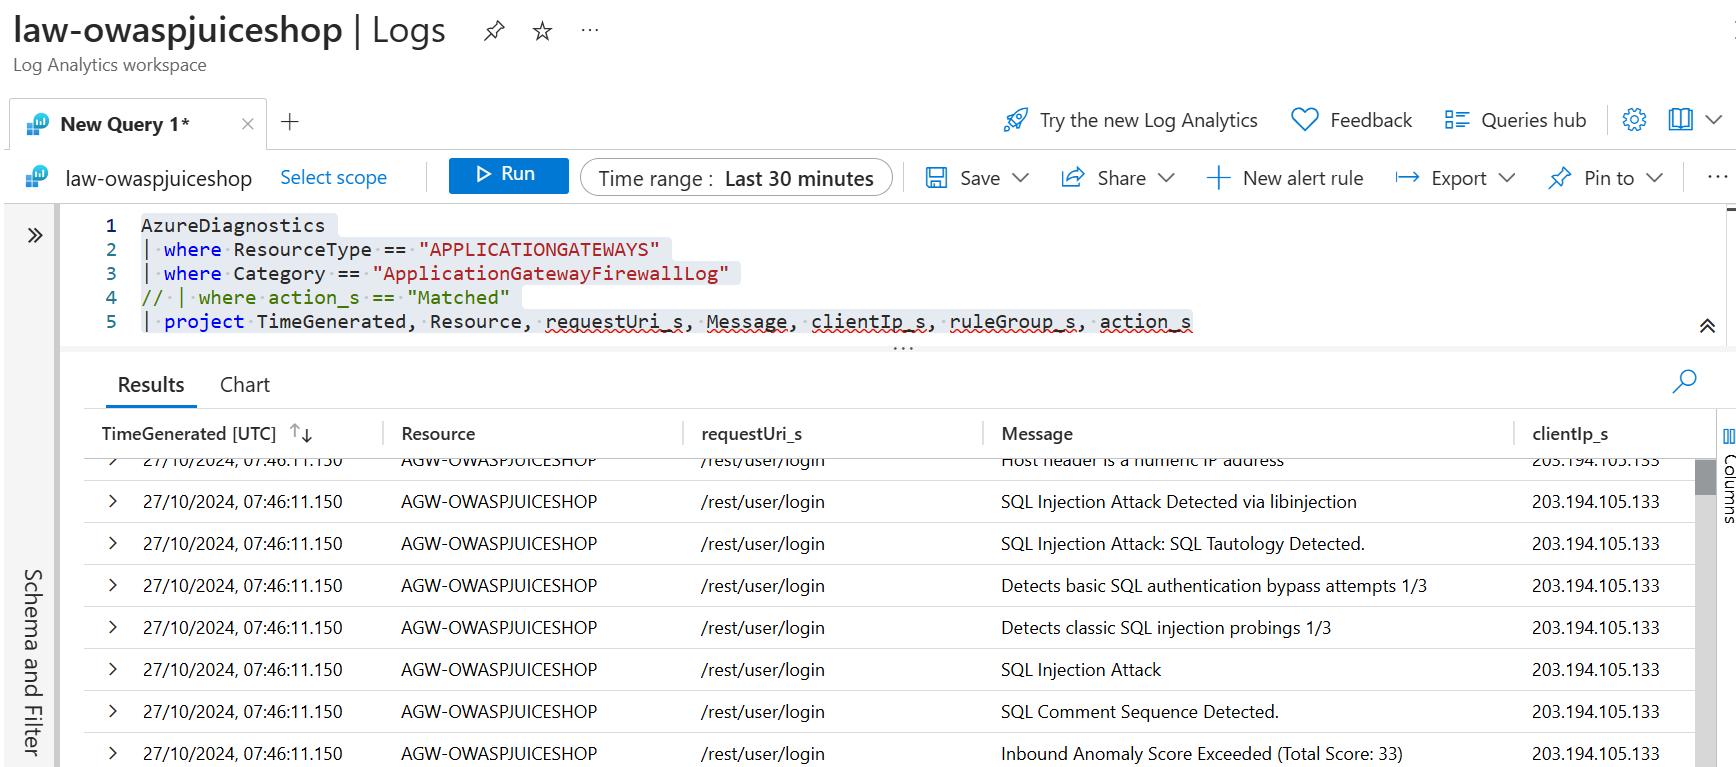 law-owaspjuiceshop | Logs
Log Analytics workspace
New Query 1*
Try the new Log Analytics
Feedback
Queries hub
law-owaspjuiceshop
Select scope
Run
Time range : Last 30 minutes
Save
Share
New alert rule
Export
Pin to
1 AzureDiagnostics
2 | where ResourceType == "APPLICATIONGATEWAYS"
3 | where Category == "ApplicationGatewayFirewallLog"
4 // | where action_s == "Matched"
5 | project TimeGenerated, Resource, requestUri_s, Message, clientIp_s, ruleGroup_s, action_s
Results Chart
TimeGenerated [UTC] Resource requestUri_s Message clientIp_s
27/10/2024, 07:46:11.150 AGW-OWASPJUICESHOP /rest/user/login Host header is a numeric IP address 203.194.105.133
27/10/2024, 07:46:11.150 AGW-OWASPJUICESHOP /rest/user/login SQL Injection Attack Detected via libinjection 203.194.105.133
27/10/2024, 07:46:11.150 AGW-OWASPJUICESHOP /rest/user/login SQL Injection Attack: SQL Tautology Detected. 203.194.105.133
27/10/2024, 07:46:11.150 AGW-OWASPJUICESHOP /rest/user/login Detects basic SQL authentication bypass attempts 1/3 203.194.105.133
27/10/2024, 07:46:11.150 AGW-OWASPJUICESHOP /rest/user/login Detects classic SQL injection probings 1/3 203.194.105.133
27/10/2024, 07:46:11.150 AGW-OWASPJUICESHOP /rest/user/login SQL Injection Attack 203.194.105.133
27/10/2024, 07:46:11.150 AGW-OWASPJUICESHOP /rest/user/login SQL Comment Sequence Detected. 203.194.105.133
27/10/2024, 07:46:11.150 AGW-OWASPJUICESHOP /rest/user/login Inbound Anomaly Score Exceeded (Total Score: 33) 203.194.105.133
Schema and Filter
Columns